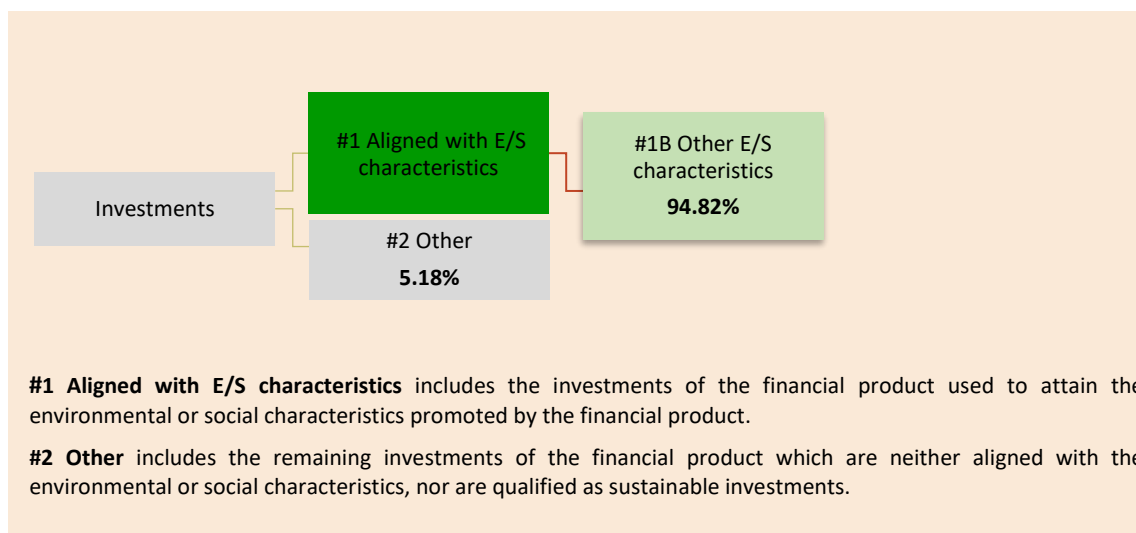 #1 Aligned with E/S
characteristics
#1B Other E/S
characteristics
94.82%
Investments
#2 Other
5.18%
#1 Aligned with E/S characteristics includes the investments of the financial product used to attain the
environmental or social characteristics promoted by the financial product.
#2 Other includes the remaining investments of the financial product which are neither aligned with the
environmental or social characteristics, nor are qualified as sustainable investments.